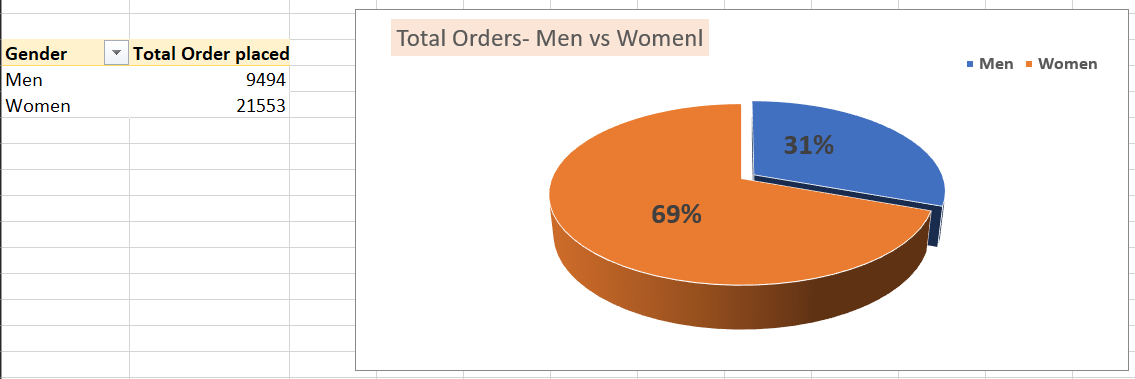 Gender Total Order placed
Men 9494
Women 21553
Total Orders- Men vs Womenl
Men Women
31%
69%